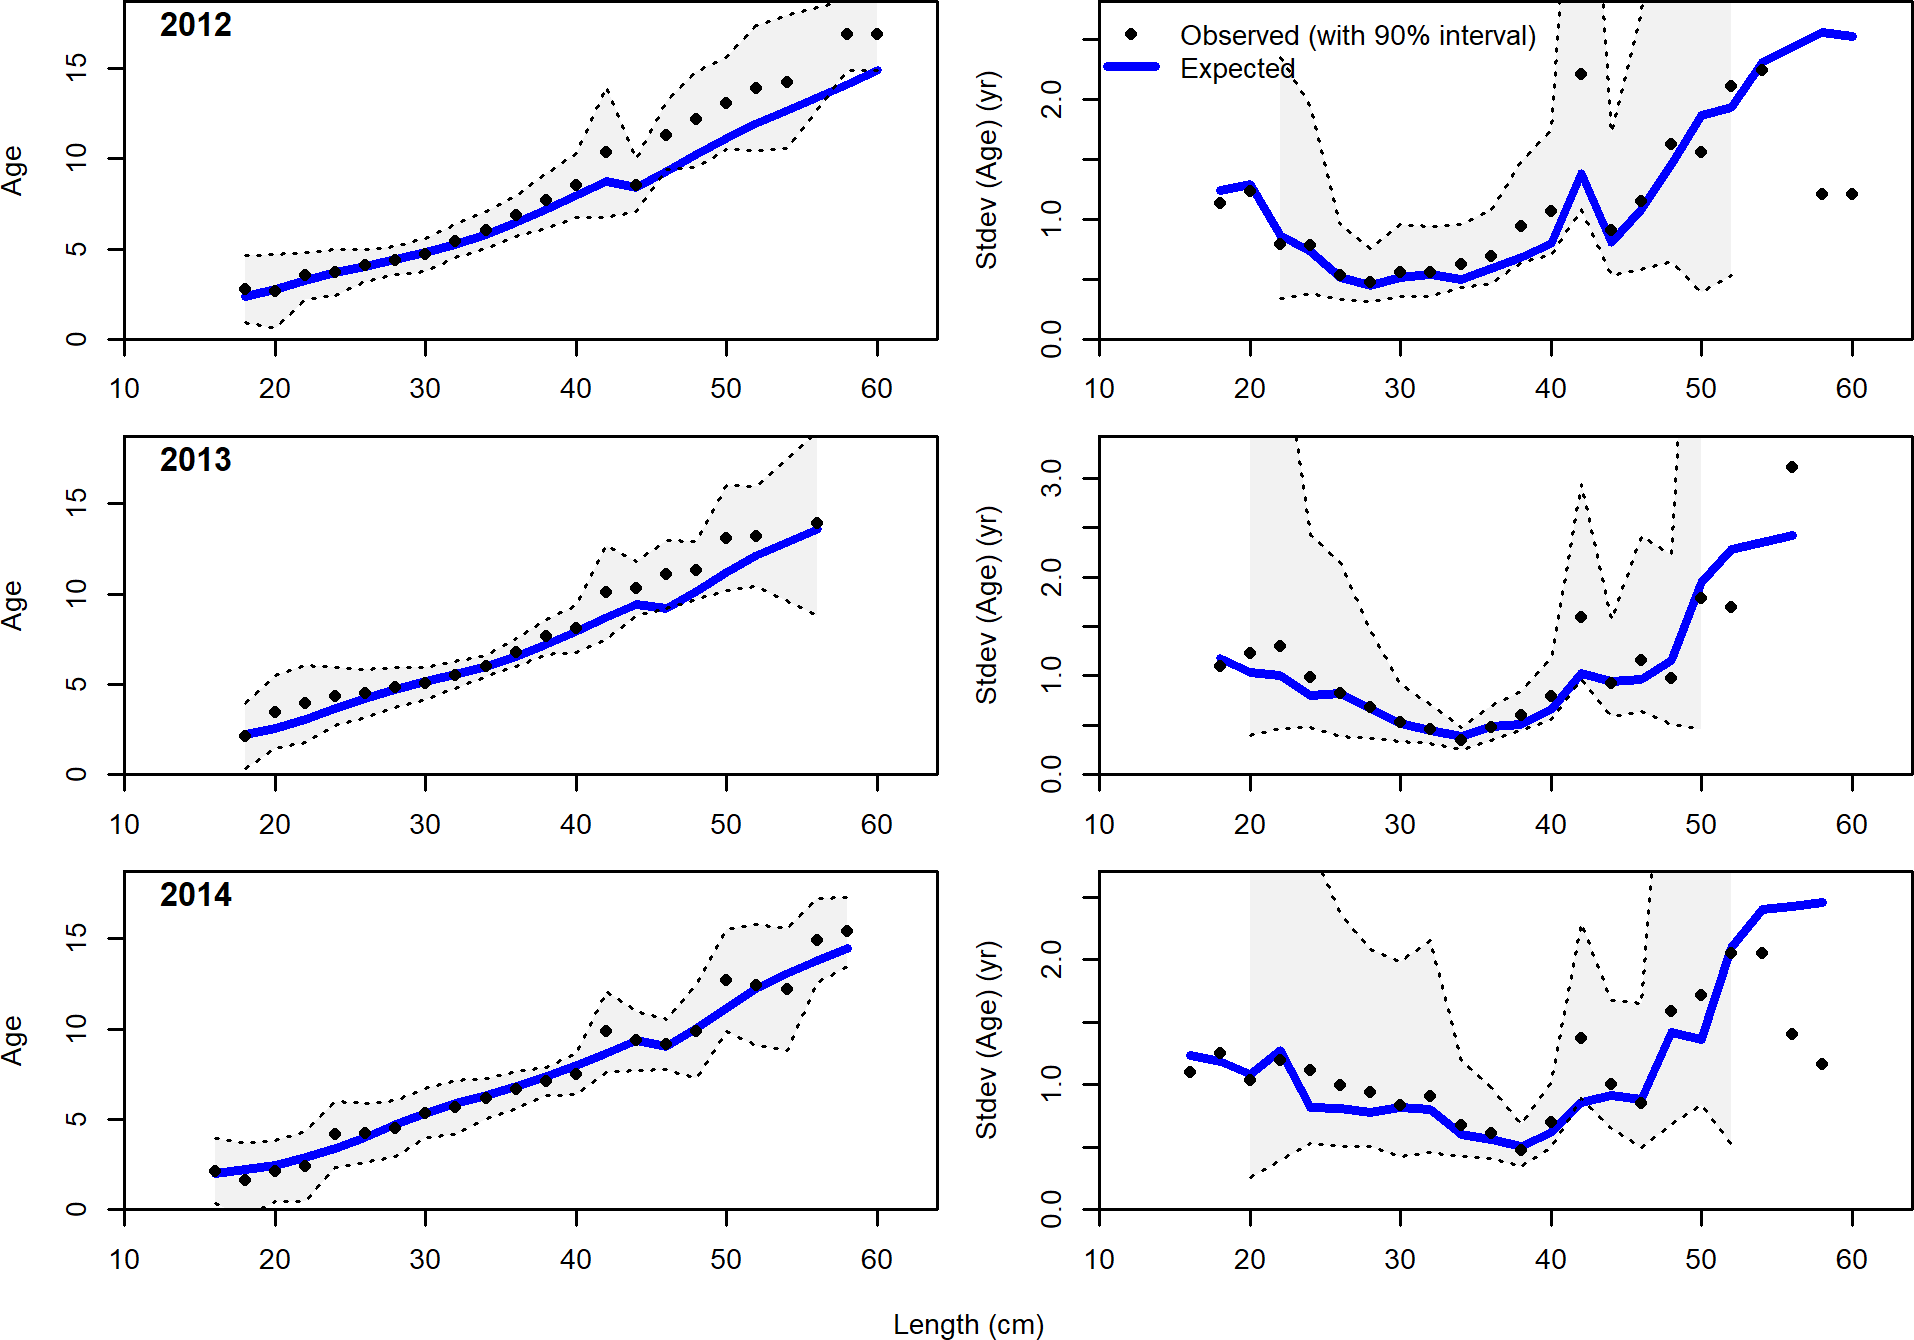 2012
Age
0 5 10 15
10 20 30 40 50 60
Observed (with 90% interval)
Expected
Stdev (Age) (yr)
0.0 1.0 2.0
10 20 30 40 50 60
2013
Age
0 5 10 15
10 20 30 40 50 60
Stdev (Age) (yr)
0.0 1.0 2.0 3.0
10 20 30 40 50 60
2014
Age
0 5 10 15
10 20 30 40 50 60
Stdev (Age) (yr)
0.0 1.0 2.0
10 20 30 40 50 60
Length (cm)